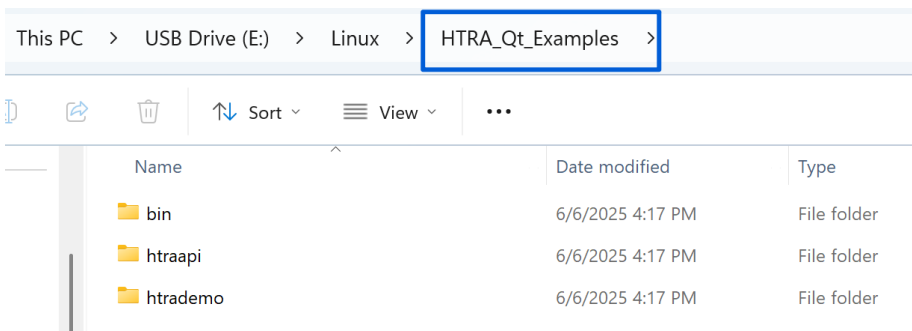 This PC > USB Drive (E:) > Linux > HTRA_Qt_Examples >
Sort View
Name Date modified Type
bin 6/6/2025 4:17 PM File folder
htraapi 6/6/2025 4:17 PM File folder
htrademo 6/6/2025 4:17 PM File folder